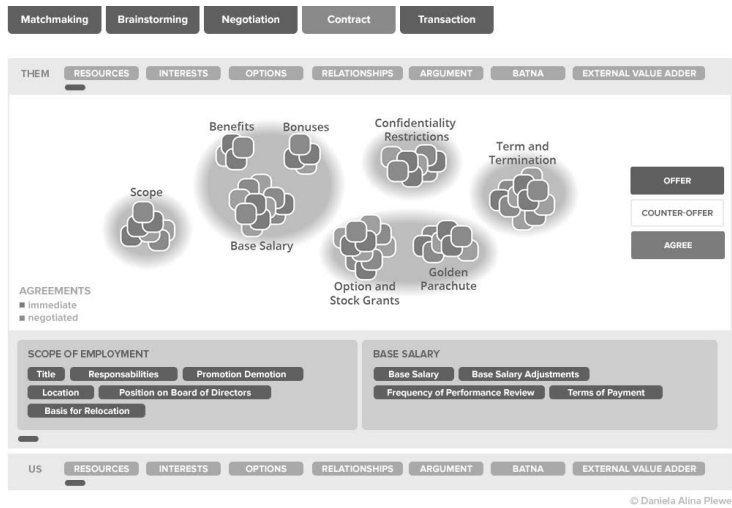 Matchmaking Brainstorming Negotiation Contract Transaction
THEM RESOURCES INTERESTS OPTIONS RELATIONSHIPS ARGUMENT BATNA EXTERNAL VALUE ADDER
Benefits
Bonuses
Confidentiality
Restrictions
Term and
Termination
Scope
Base Salary
Option and
Stock Grants
Golden
Parachute
OFFER
COUNTER-OFFER
AGREE
AGREEMENTS
immediate
negotiated
SCOPE OF EMPLOYMENT
Title Responsabilities Promotion Demotion
Location Position on Board of Directors
Basis for Relocation
BASE SALARY
Base Salary Base Salary Adjustments
Frequency of Performance Review Terms of Payment
US RESOURCES INTERESTS OPTIONS RELATIONSHIPS ARGUMENT BATNA EXTERNAL VALUE ADDER
© Daniela Alina Plewe